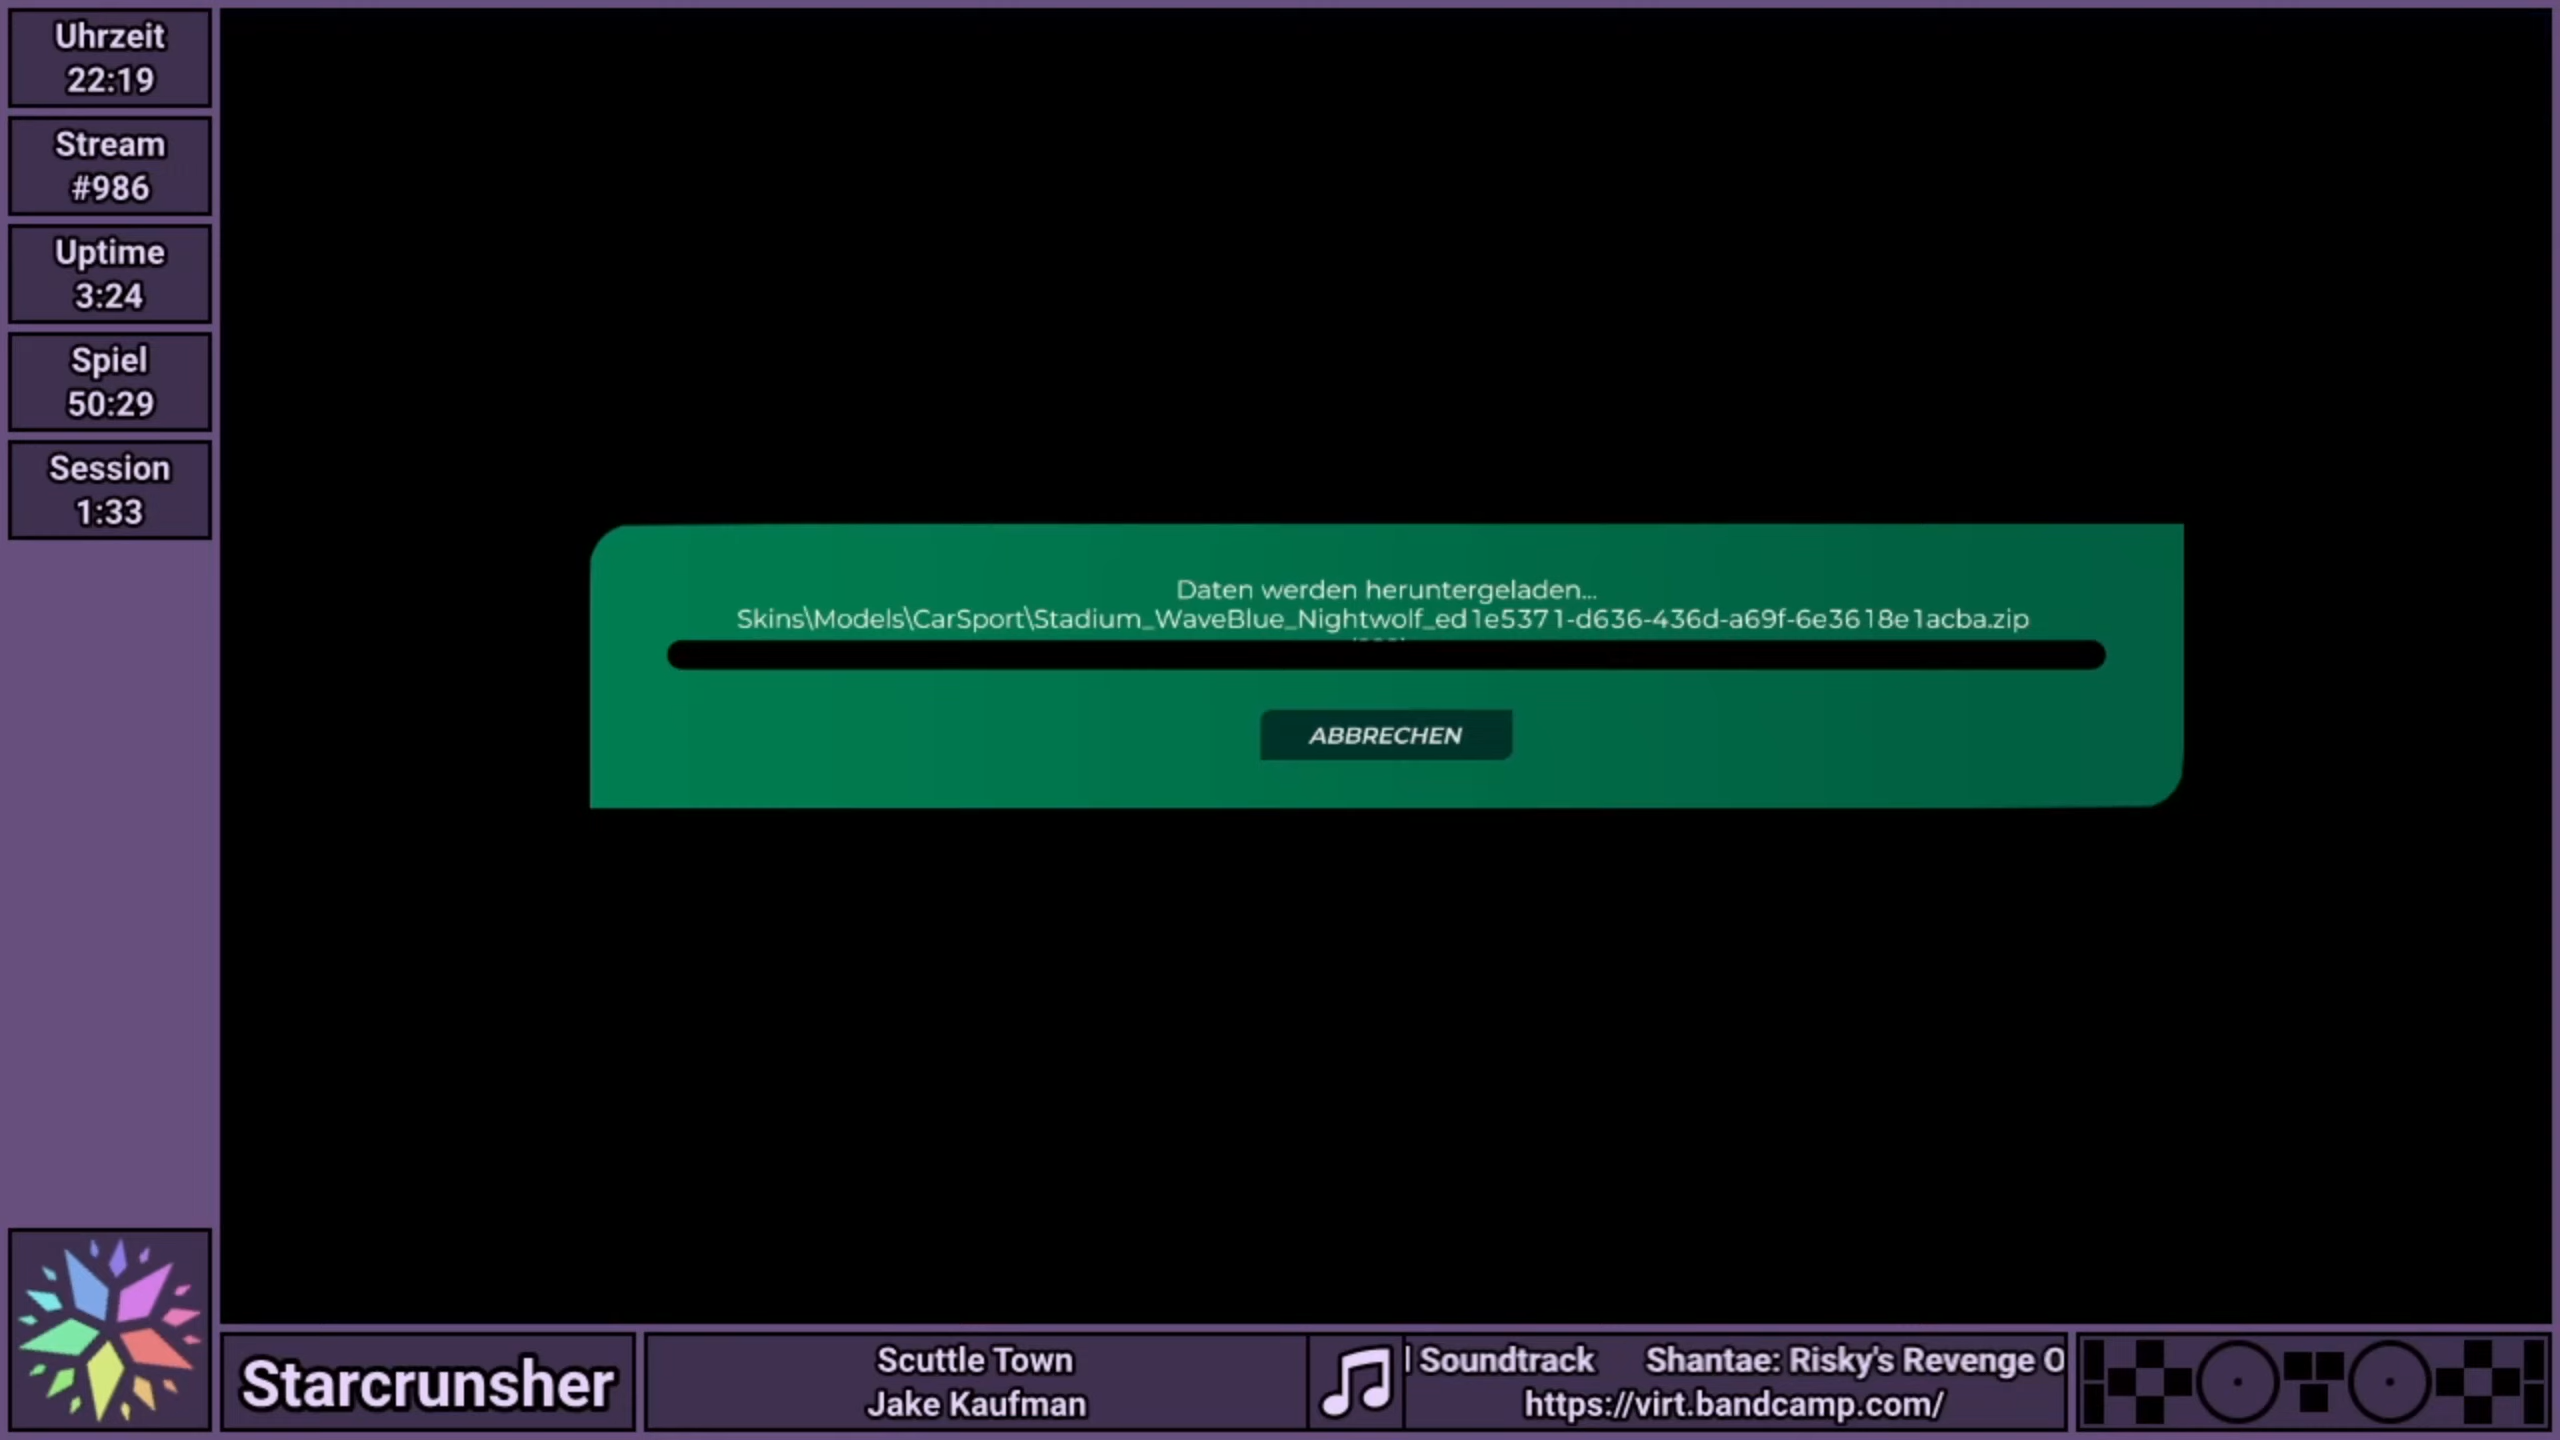 Uhrzeit
22:19
Stream
#986
Uptime
3:24
Spiel
50:29
Session
1:33
Daten werden heruntergeladen...
Skins\Models\CarSport\Stadium_WaveBlue_Nightwolf_ed1e5371-d636-436d-a69f-6e3618e1acba.zip
ABBRECHEN
Starcrunsher
Scuttle Town
Jake Kaufman
Soundtrack Shantae: Risky's Revenge O
https://virt.bandcamp.com/